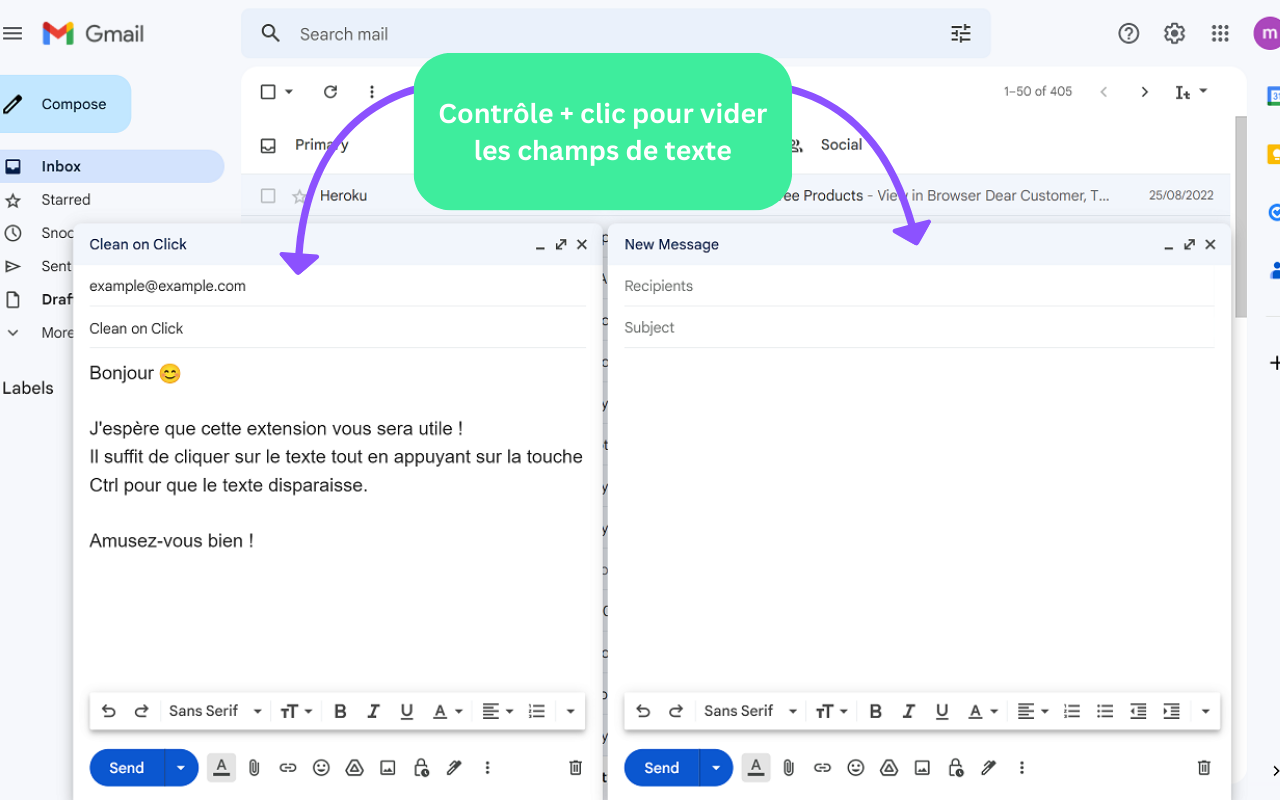 Gmail
Search mail
m
Compose
1–50 of 405
Contrôle + clic pour vider
les champs de texte
Primary
Social
Inbox
Heroku
ee Products - View in Browser Dear Customer, T...
25/08/2022
31
Starred
Snoo
Sent
Draf
More
Labels
Clean on Click
example@example.com
Clean on Click
Bonjour 😊
J'espère que cette extension vous sera utile !
Il suffit de cliquer sur le texte tout en appuyant sur la touche
Ctrl pour que le texte disparaisse.
Amusez-vous bien !
Sans Serif
B I U A
Send
A
New Message
Recipients
Subject
Sans Serif
B I U A
Send
A